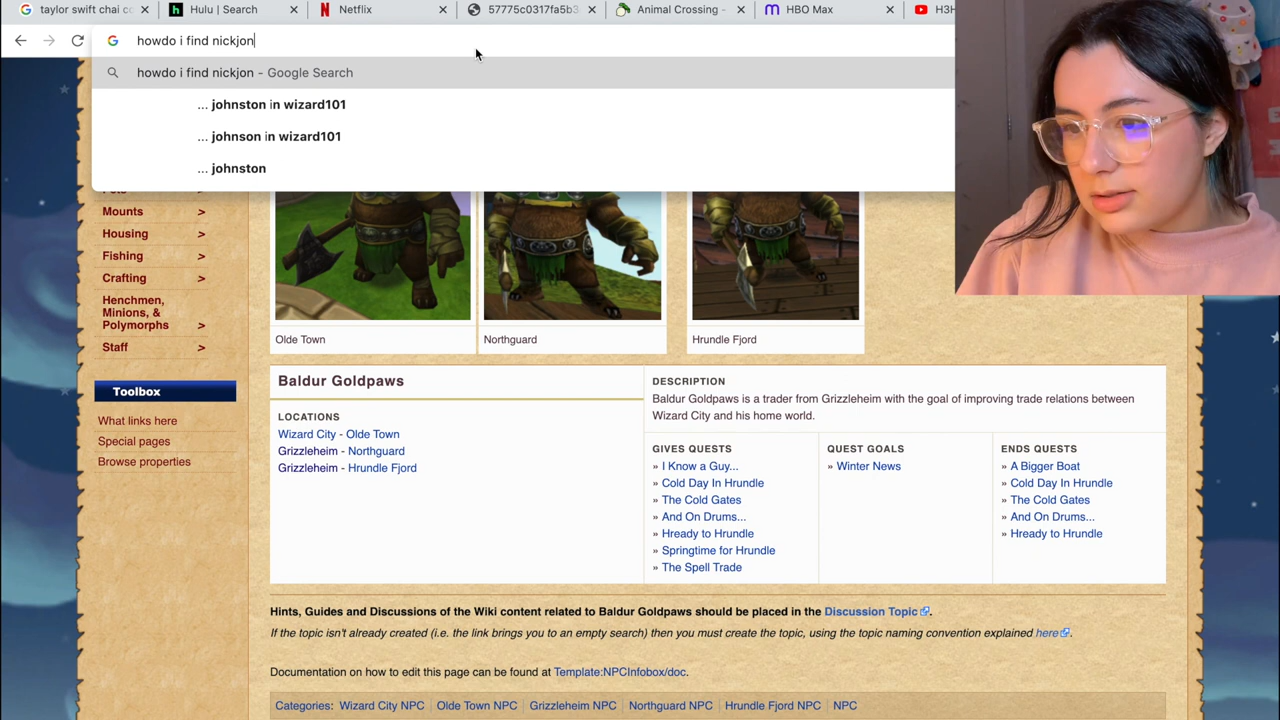 taylor swift chai co
Hulu | Search
Netflix
57775c0317fa5b3
Animal Crossing -
HBO Max
H3H
howdo i find nickjon
howdo i find nickjon - Google Search
... johnston in wizard101
... johnson in wizard101
... johnston
Mounts >
Housing >
Fishing >
Crafting >
Henchmen,
Minions, &
Polymorphs >
Staff >
Toolbox
What links here
Special pages
Browse properties
Olde Town
Northguard
Hrundle Fjord
Baldur Goldpaws
LOCATIONS
Wizard City - Olde Town
Grizzleheim - Northguard
Grizzleheim - Hrundle Fjord
DESCRIPTION
Baldur Goldpaws is a trader from Grizzleheim with the goal of improving trade relations between
Wizard City and his home world.
GIVES QUESTS
» I Know a Guy...
» Cold Day In Hrundle
» The Cold Gates
» And On Drums...
» Hready to Hrundle
» Springtime for Hrundle
» The Spell Trade
QUEST GOALS
» Winter News
ENDS QUESTS
» A Bigger Boat
» Cold Day In Hrundle
» The Cold Gates
» And On Drums...
» Hready to Hrundle
Hints, Guides and Discussions of the Wiki content related to Baldur Goldpaws should be placed in the Discussion Topic.
If the topic isn't already created (i.e. the link brings you to an empty search) then you must create the topic, using the topic naming convention explained here.
Documentation on how to edit this page can be found at Template:NPCInfobox/doc.
Categories: Wizard City NPC Olde Town NPC Grizzleheim NPC Northguard NPC Hrundle Fjord NPC NPC